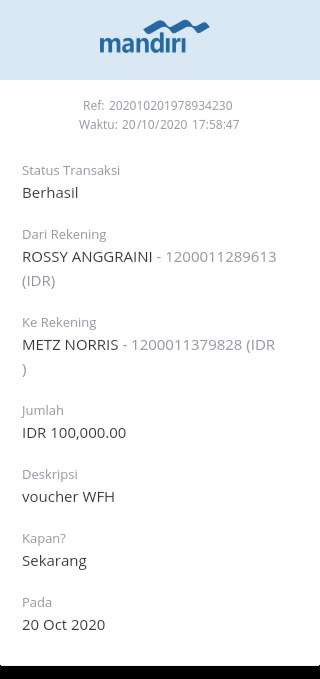 mandiri
Ref: 202010201978934230
Waktu: 20/10/2020 17:58:47
Status Transaksi
Berhasil
Dari Rekening
ROSSY ANGGRAINI - 1200011289613
(IDR)
Ke Rekening
METZ NORRIS - 1200011379828 (IDR
)
Jumlah
IDR 100,000.00
Deskripsi
voucher WFH
Kapan?
Sekarang
Pada
20 Oct 2020